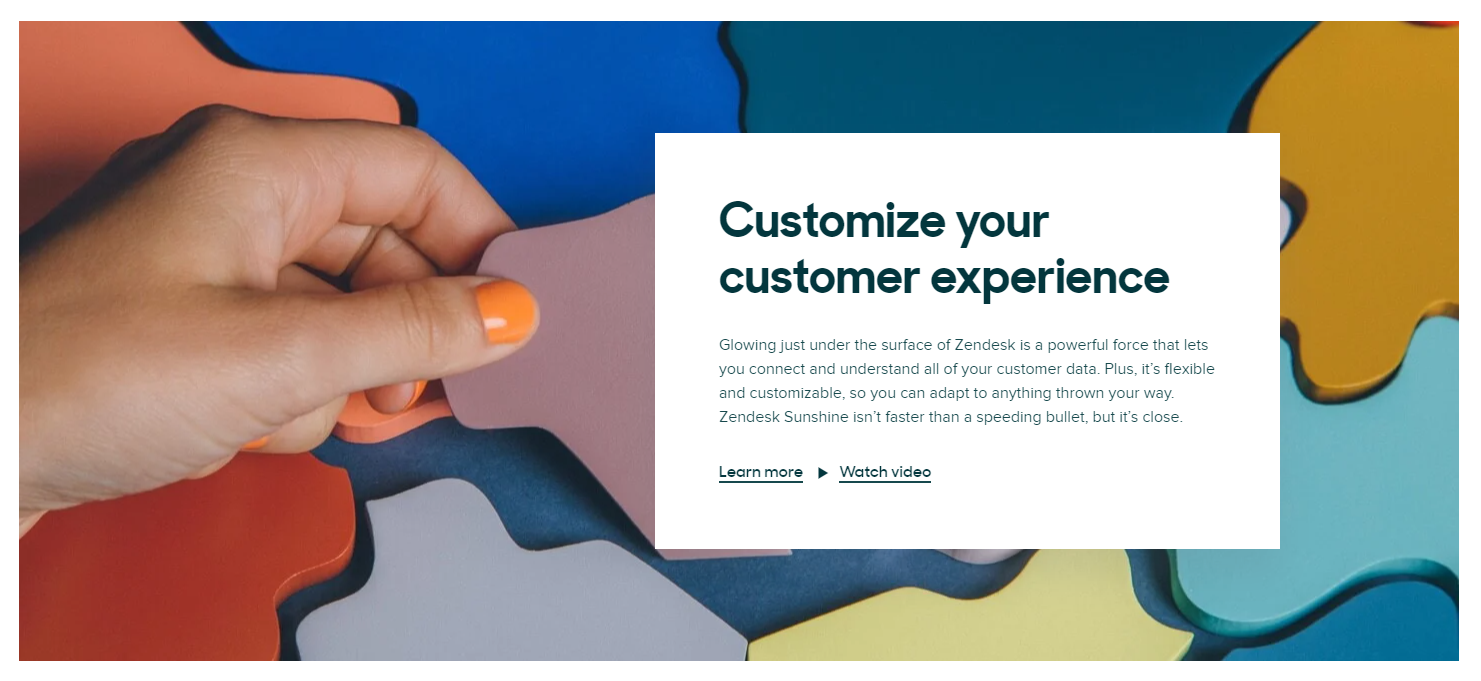 Customize your
customer experience
Glowing just under the surface of Zendesk is a powerful force that lets
you connect and understand all of your customer data. Plus, it’s flexible
and customizable, so you can adapt to anything thrown your way.
Zendesk Sunshine isn’t faster than a speeding bullet, but it’s close.
Learn more Watch video